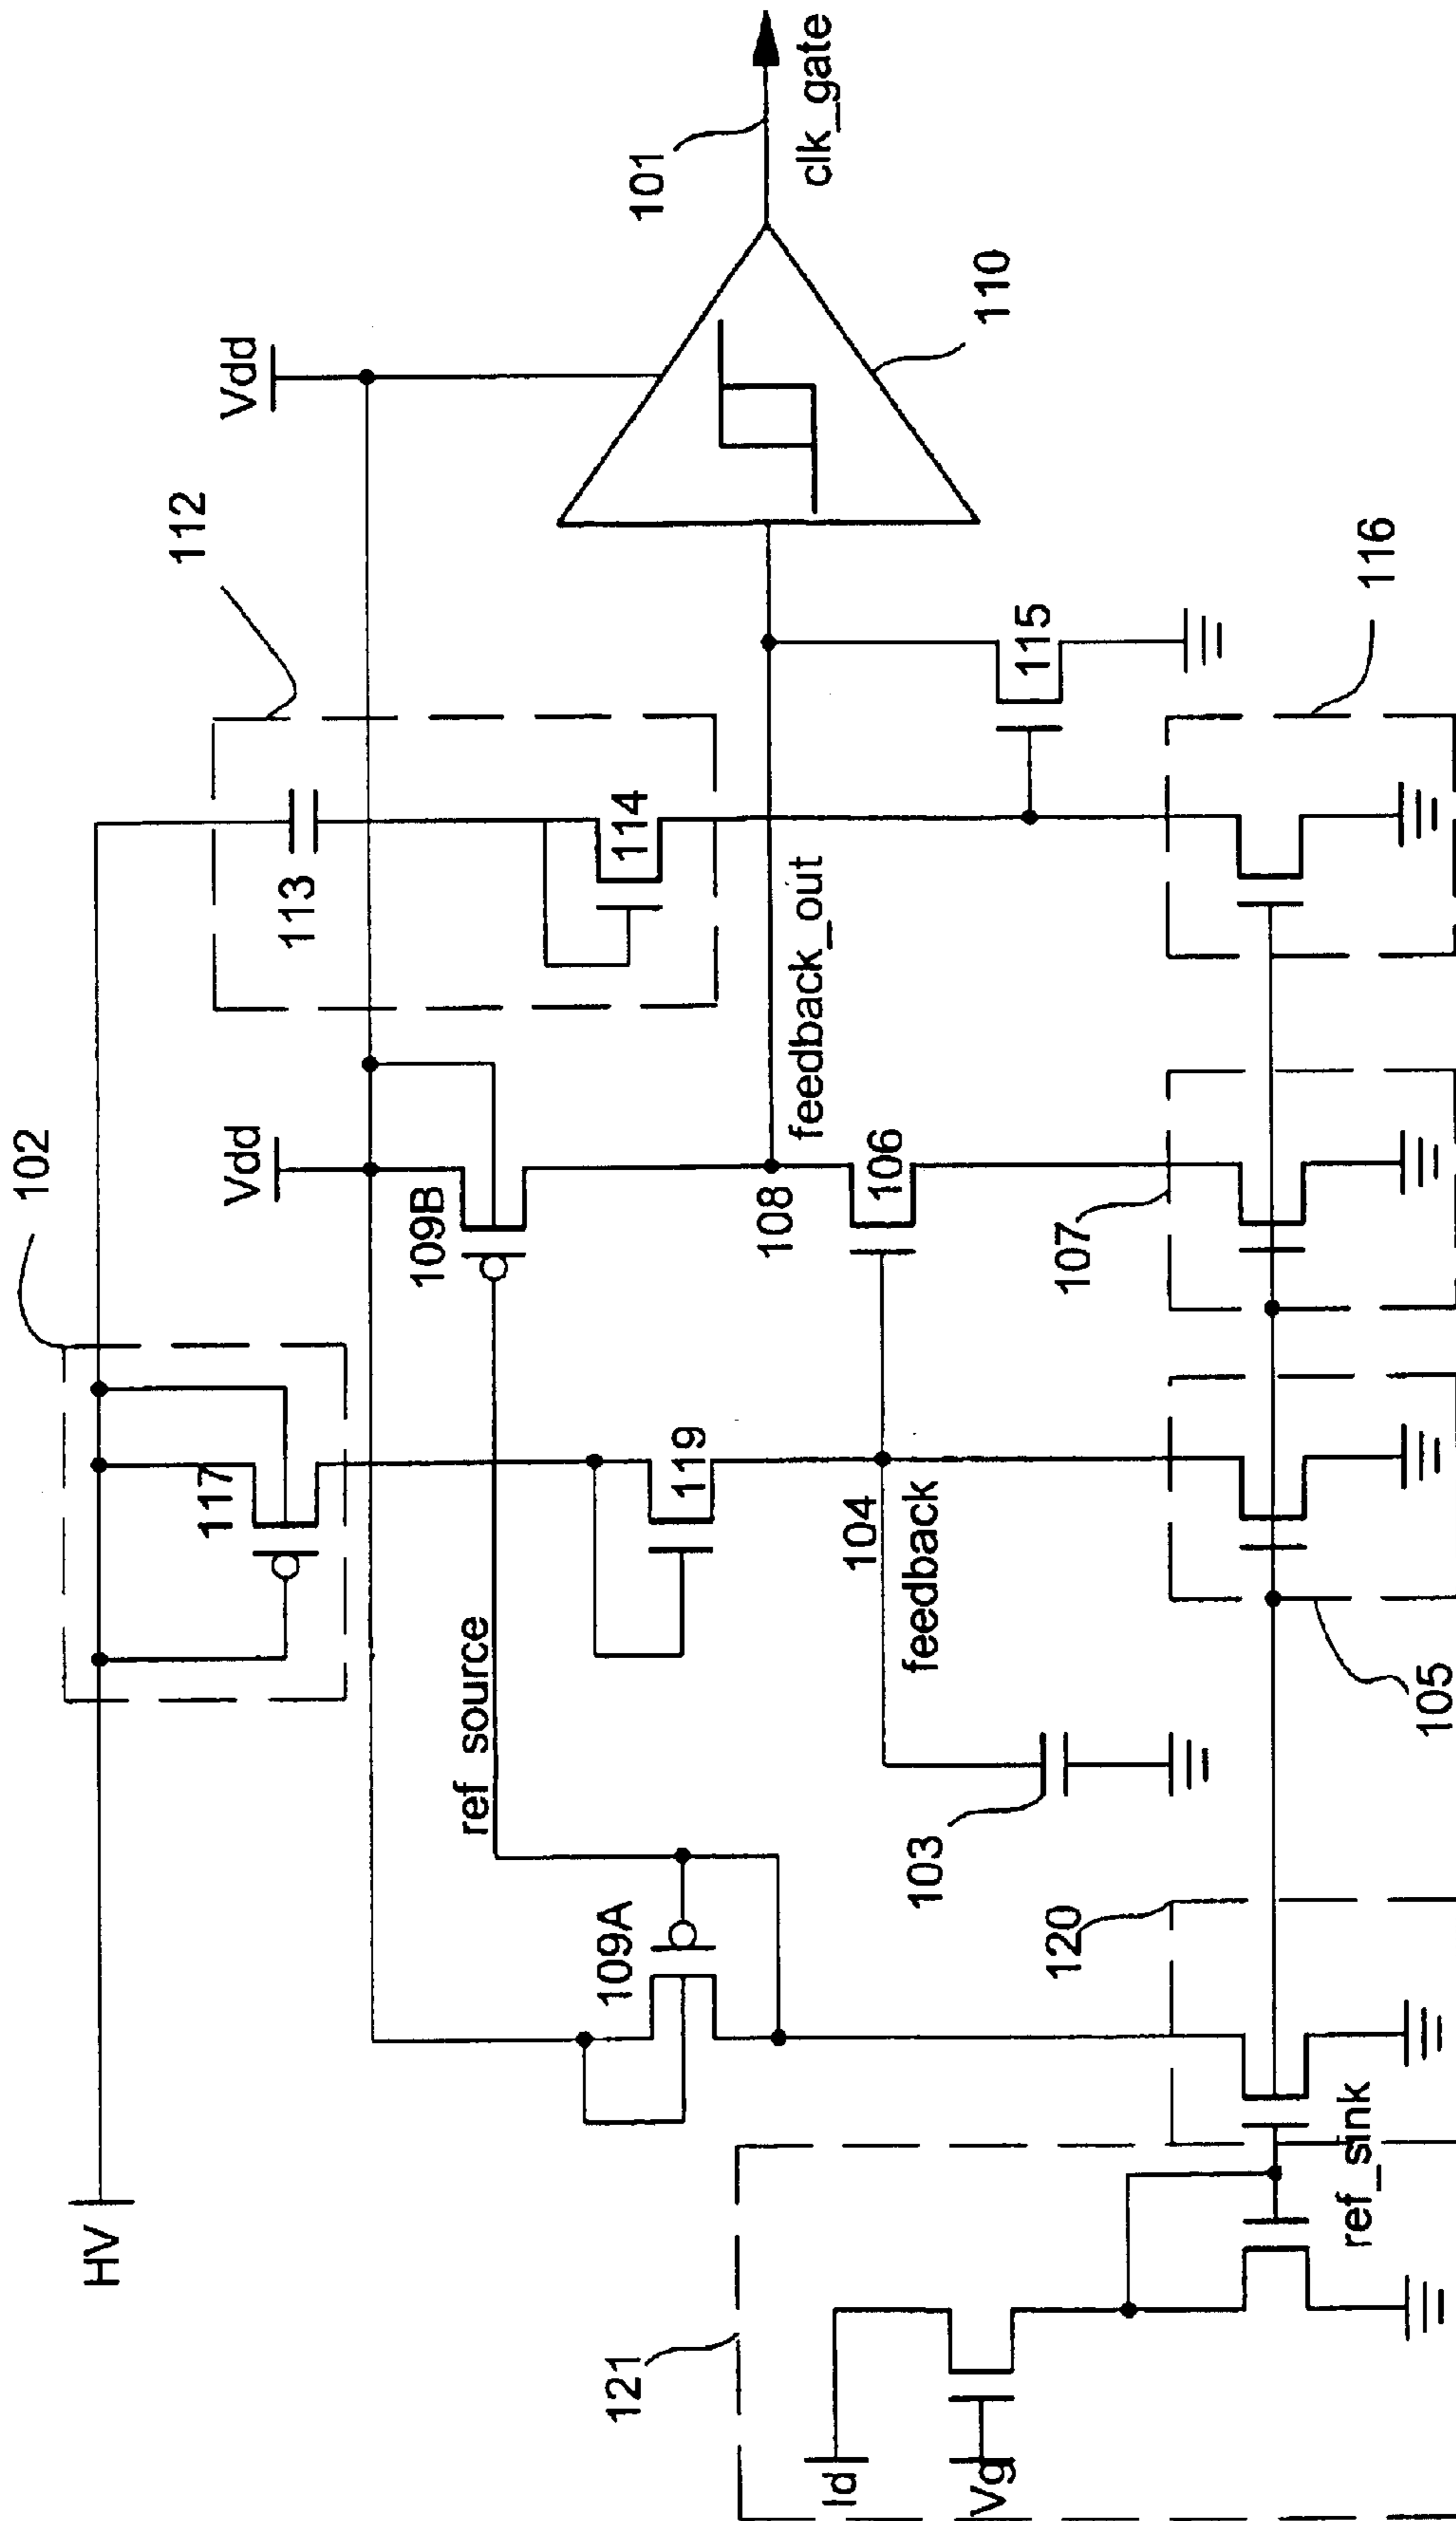 HV
102
117
112
113
114
Vdd
Vdd
109B
109A
ref_source
119
104
feedback
103
108
feedback_out
106
115
110
101
clk_gate
121
Id
Vg
ref_sink
120
105
107
116